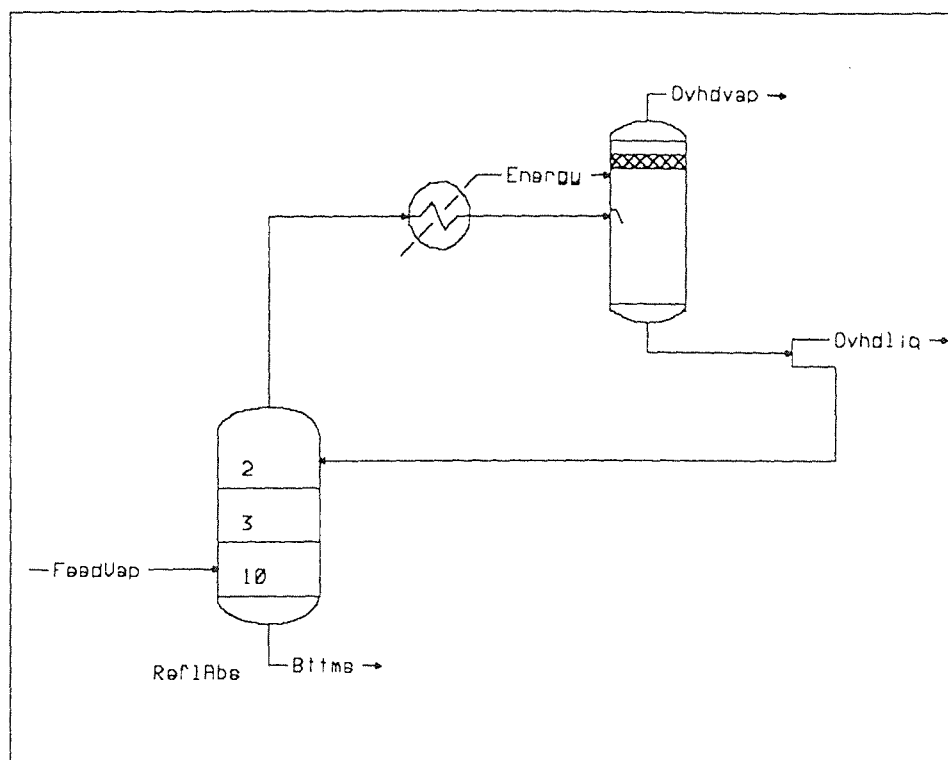 Ovhdvap
Energy
Ovhdliq
2
3
FeedVap
10
Bttms
ReflAbs